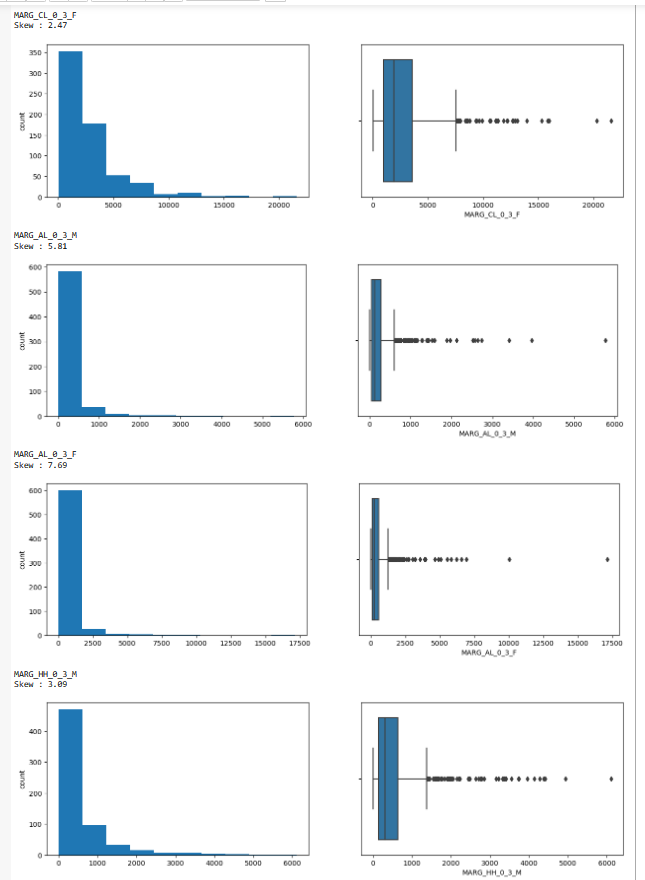 MARG_CL_0_3_F
Skew : 2.47
350
300
250
200
150
100
50
0
count
0 5000 10000 15000 20000
0 5000 10000 15000 20000
MARG_CL_0_3_F
MARG_AL_0_3_M
Skew : 5.81
600
500
400
300
200
100
0
count
0 1000 2000 3000 4000 5000 6000
0 1000 2000 3000 4000 5000 6000
MARG_AL_0_3_M
MARG_AL_0_3_F
Skew : 7.69
600
500
400
300
200
100
0
count
0 2500 5000 7500 10000 12500 15000 17500
0 2500 5000 7500 10000 12500 15000 17500
MARG_AL_0_3_F
MARG_HH_0_3_M
Skew : 3.09
400
300
200
100
0
count
0 1000 2000 3000 4000 5000 6000
0 1000 2000 3000 4000 5000 6000
MARG_HH_0_3_M